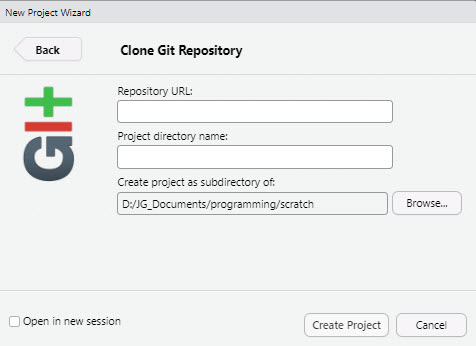 New Project Wizard
Back
Clone Git Repository
Repository URL:
Project directory name:
Create project as subdirectory of:
D:/JG_Documents/programming/scratch
Browse...
GIT
Open in new session
Create Project
Cancel